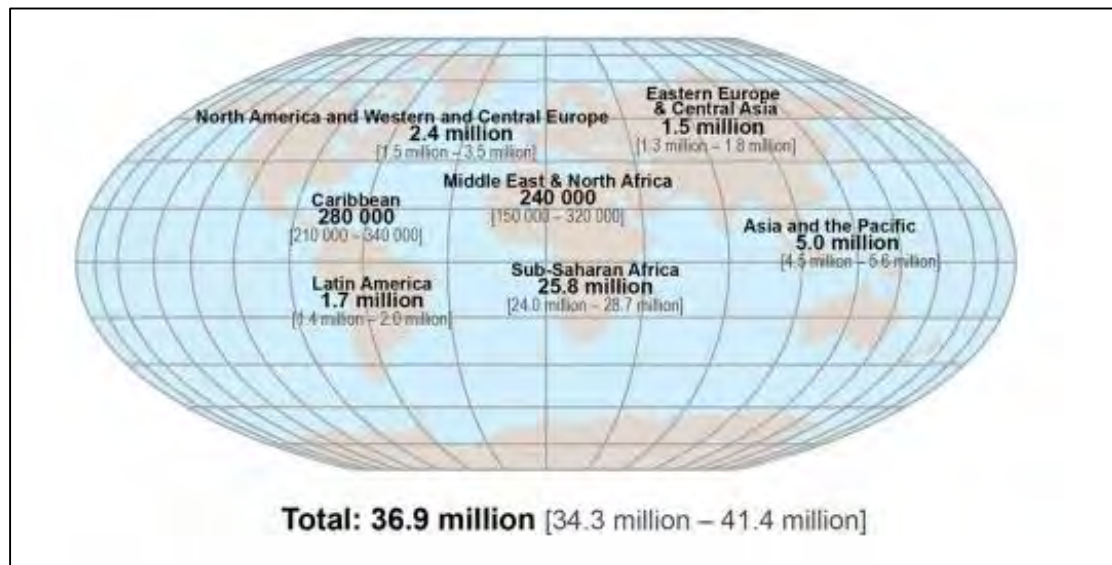 Eastern Europe
& Central Asia
1.5 million
[1.3 million – 1.8 million]
North America and Western and Central Europe
2.4 million
[1.5 million – 3.5 million]
Middle East & North Africa
240 000
[150 000 – 320 000]
Caribbean
280 000
[210 000 – 340 000]
Asia and the Pacific
5.0 million
[4.5 million – 5.6 million]
Sub-Saharan Africa
25.8 million
[24.0 million – 28.7 million]
Latin America
1.7 million
[1.4 million – 2.0 million]
Total: 36.9 million [34.3 million – 41.4 million]